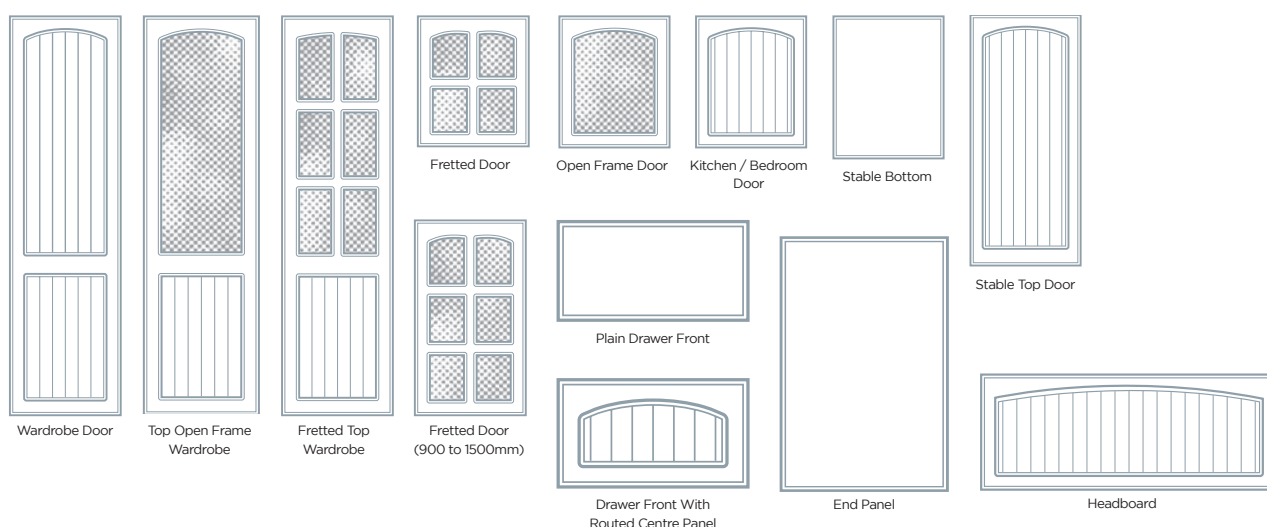 Fretted Door
Open Frame Door
Kitchen / Bedroom
Door
Stable Bottom
Stable Top Door
Plain Drawer Front
Wardrobe Door
Top Open Frame
Wardrobe
Fretted Top
Wardrobe
Fretted Door
(900 to 1500mm)
Drawer Front With
Routed Centre Panel
End Panel
Headboard